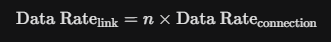 Data Rate_link = n × Data Rate_connection